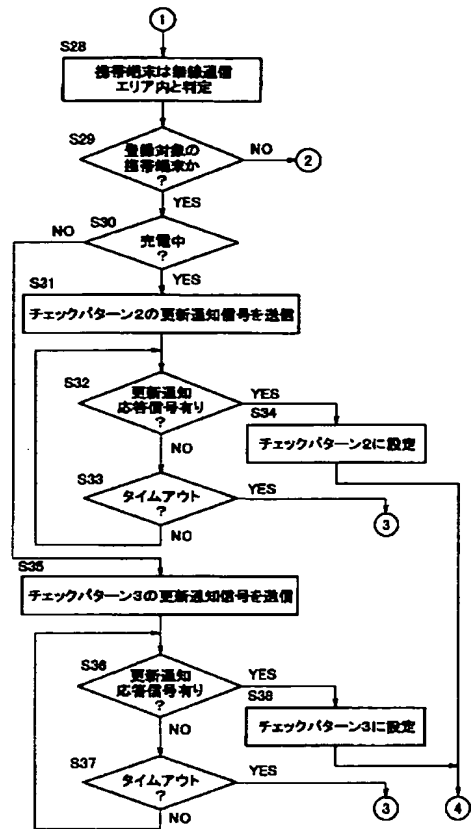 1
S28
携帯端末は無線通信
エリア内と判定
S29
登録対象の
携帯端末か
?
NO
2
YES
S30
NO
充電中
?
YES
S31
チェックパターン2の更新通知信号を送信
S32
更新通知
応答信号有り
?
YES
S34
チェックパターン2に設定
NO
S33
タイムアウト
?
YES
3
NO
S35
チェックパターン3の更新通知信号を送信
S36
更新通知
応答信号有り
?
YES
S38
チェックパターン3に設定
NO
S37
タイムアウト
?
YES
3
4
NO